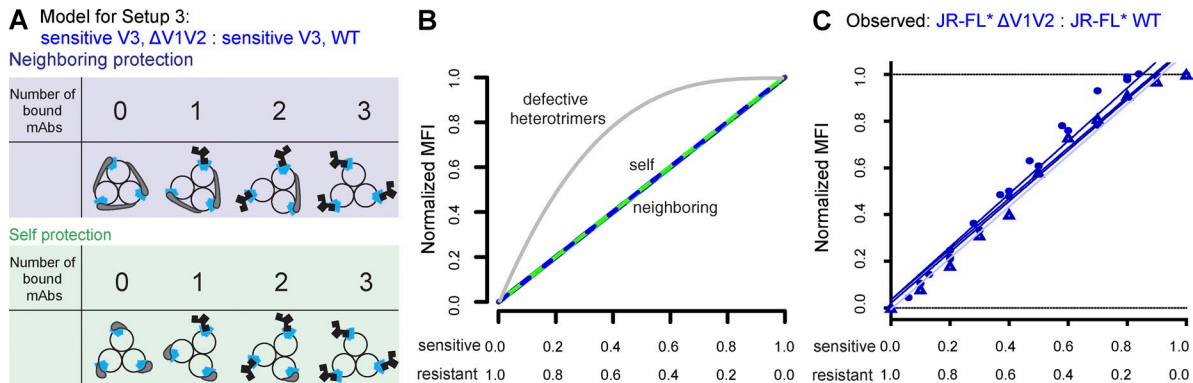 A Model for Setup 3:
sensitive V3, ΔV1V2 : sensitive V3, WT
Neighboring protection
Number of bound mAbs 0 1 2 3
Self protection
Number of bound mAbs 0 1 2 3
B
Normalized MFI
1.0
0.8
0.6
0.4
0.2
0.0
defective
heterotrimers
self
neighboring
sensitive 0.0 0.2 0.4 0.6 0.8 1.0
resistant 1.0 0.8 0.6 0.4 0.2 0.0
C Observed: JR-FL* ΔV1V2 : JR-FL* WT
Normalized MFI
1.0
0.8
0.6
0.4
0.2
0.0
sensitive 0.0 0.2 0.4 0.6 0.8 1.0
resistant 1.0 0.8 0.6 0.4 0.2 0.0